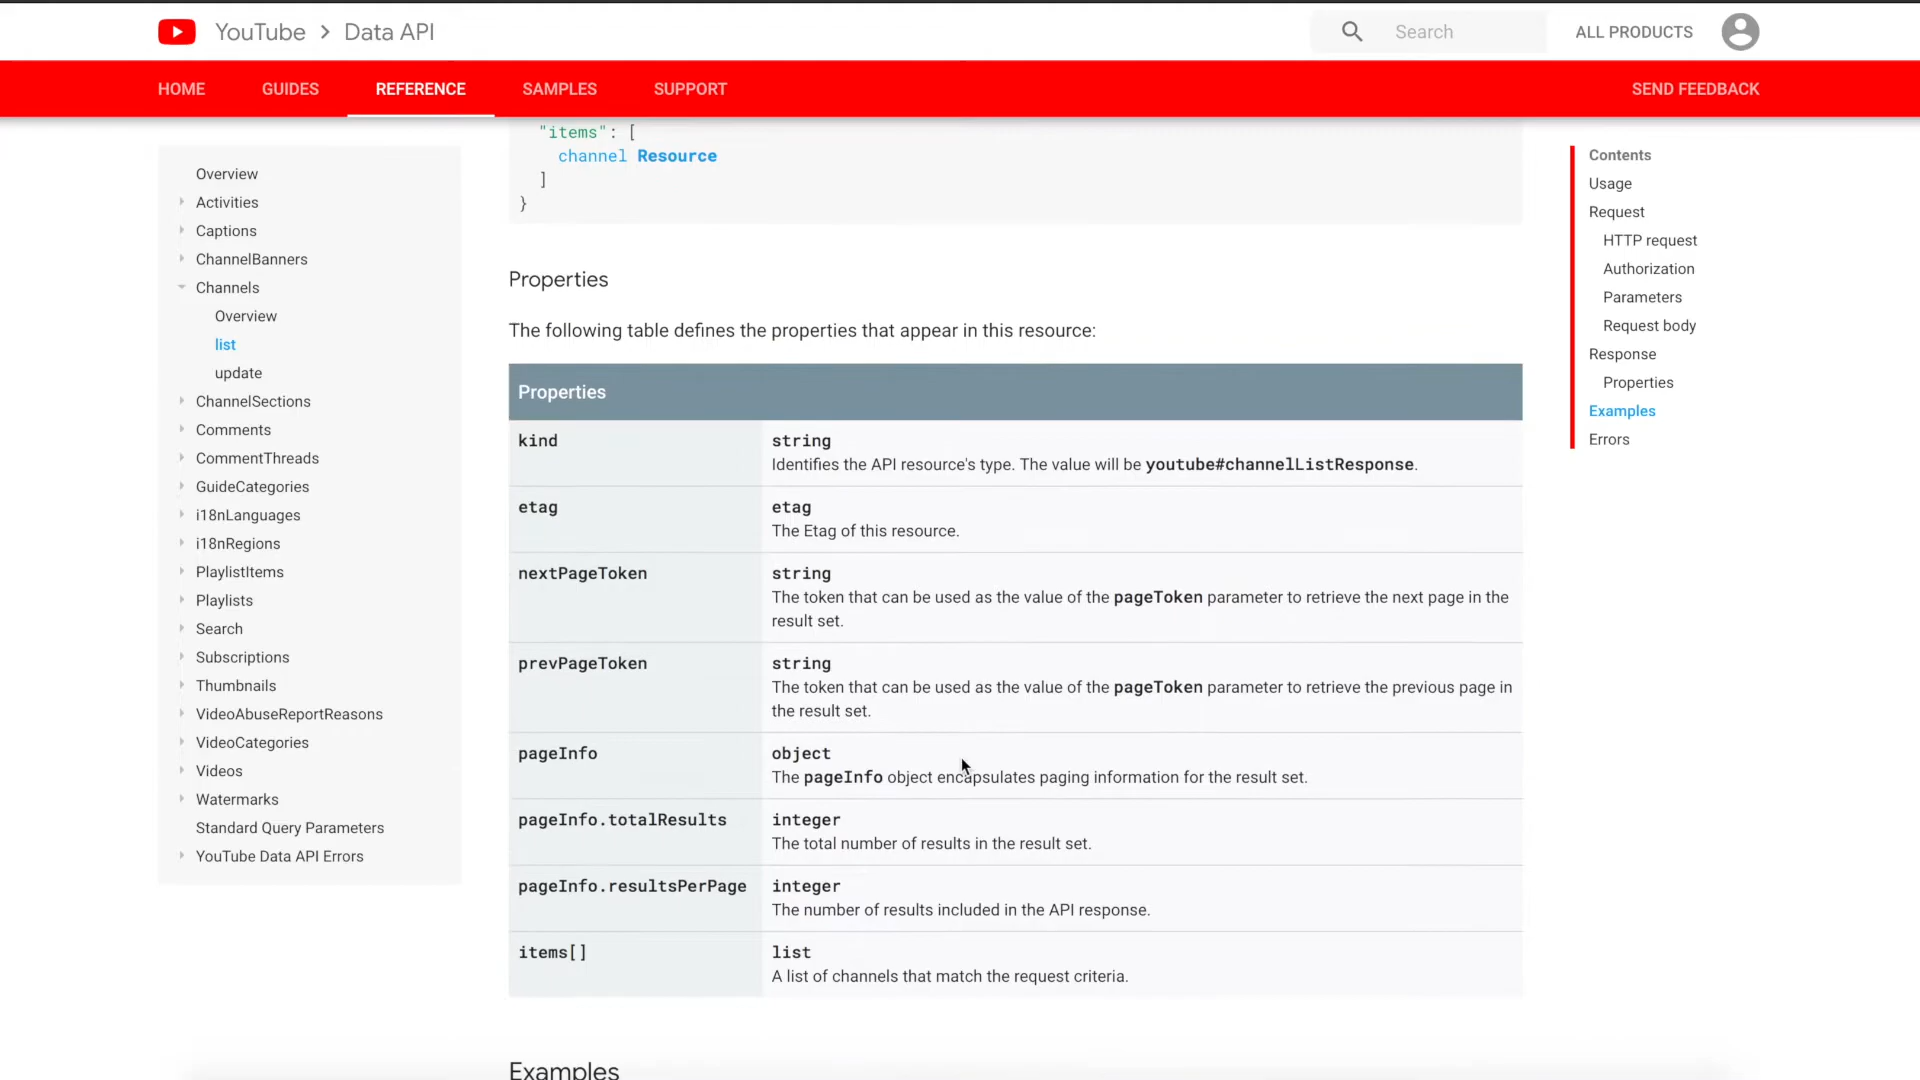 YouTube > Data API
Search
ALL PRODUCTS
HOME
GUIDES
REFERENCE
SAMPLES
SUPPORT
SEND FEEDBACK
Overview
Activities
Captions
ChannelBanners
Channels
Overview
list
update
ChannelSections
Comments
CommentThreads
GuideCategories
i18nLanguages
i18nRegions
PlaylistItems
Playlists
Search
Subscriptions
Thumbnails
VideoAbuseReportReasons
VideoCategories
Videos
Watermarks
Standard Query Parameters
YouTube Data API Errors
"items": [
channel Resource
]
}
Properties
The following table defines the properties that appear in this resource:
Properties
kind
string
Identifies the API resource's type. The value will be youtube#channelListResponse.
etag
etag
The Etag of this resource.
nextPageToken
string
The token that can be used as the value of the pageToken parameter to retrieve the next page in the
result set.
prevPageToken
string
The token that can be used as the value of the pageToken parameter to retrieve the previous page in
the result set.
pageInfo
object
The pageInfo object encapsulates paging information for the result set.
pageInfo.totalResults
integer
The total number of results in the result set.
pageInfo.resultsPerPage
integer
The number of results included in the API response.
items[]
list
A list of channels that match the request criteria.
Examples
Contents
Usage
Request
HTTP request
Authorization
Parameters
Request body
Response
Properties
Examples
Errors